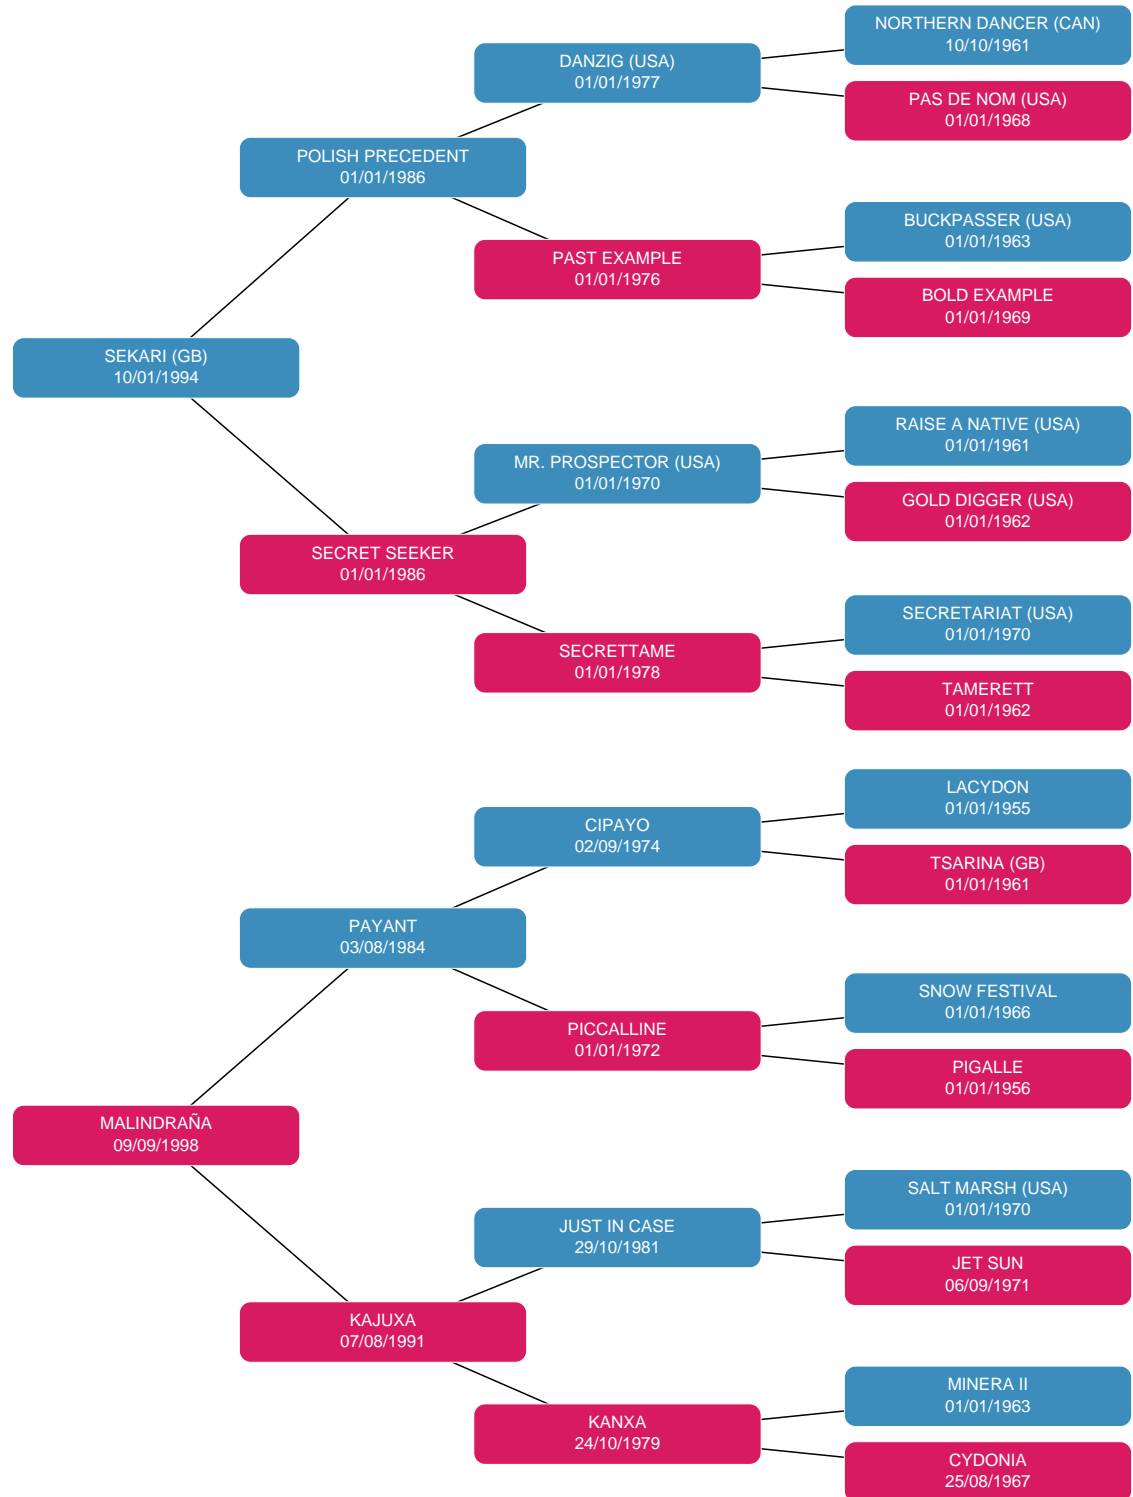 NORTHERN DANCER (CAN)
10/10/1961
DANZIG (USA)
01/01/1977
PAS DE NOM (USA)
01/01/1968
POLISH PRECEDENT
01/01/1986
BUCKPASSER (USA)
01/01/1963
PAST EXAMPLE
01/01/1976
BOLD EXAMPLE
01/01/1969
SEKARI (GB)
10/01/1994
RAISE A NATIVE (USA)
01/01/1961
MR. PROSPECTOR (USA)
01/01/1970
GOLD DIGGER (USA)
01/01/1962
SECRET SEEKER
01/01/1986
SECRETARIAT (USA)
01/01/1970
SECRETTAME
01/01/1978
TAMERETT
01/01/1962
LACYDON
01/01/1955
CIPAYO
02/09/1974
TSARINA (GB)
01/01/1961
PAYANT
03/08/1984
SNOW FESTIVAL
01/01/1966
PICCALLINE
01/01/1972
PIGALLE
01/01/1956
MALINDRAÑA
09/09/1998
SALT MARSH (USA)
01/01/1970
JUST IN CASE
29/10/1981
JET SUN
06/09/1971
KAJUXA
07/08/1991
MINERA II
01/01/1963
KANXA
24/10/1979
CYDONIA
25/08/1967